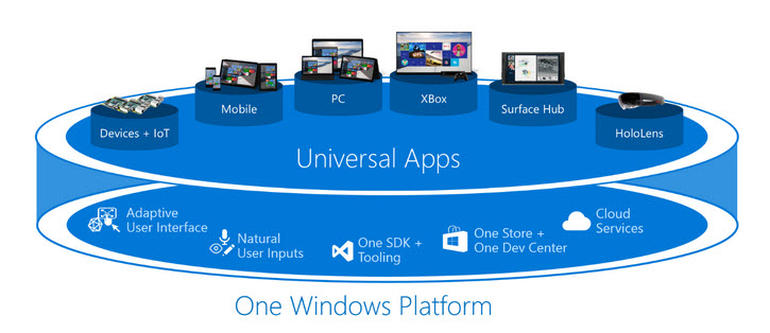 Devices + IoT
Mobile
PC
XBox
Surface Hub
HoloLens
Universal Apps
Adaptive
User Interface
Natural
User Inputs
One SDK +
Tooling
One Store +
One Dev Center
Cloud
Services
One Windows Platform